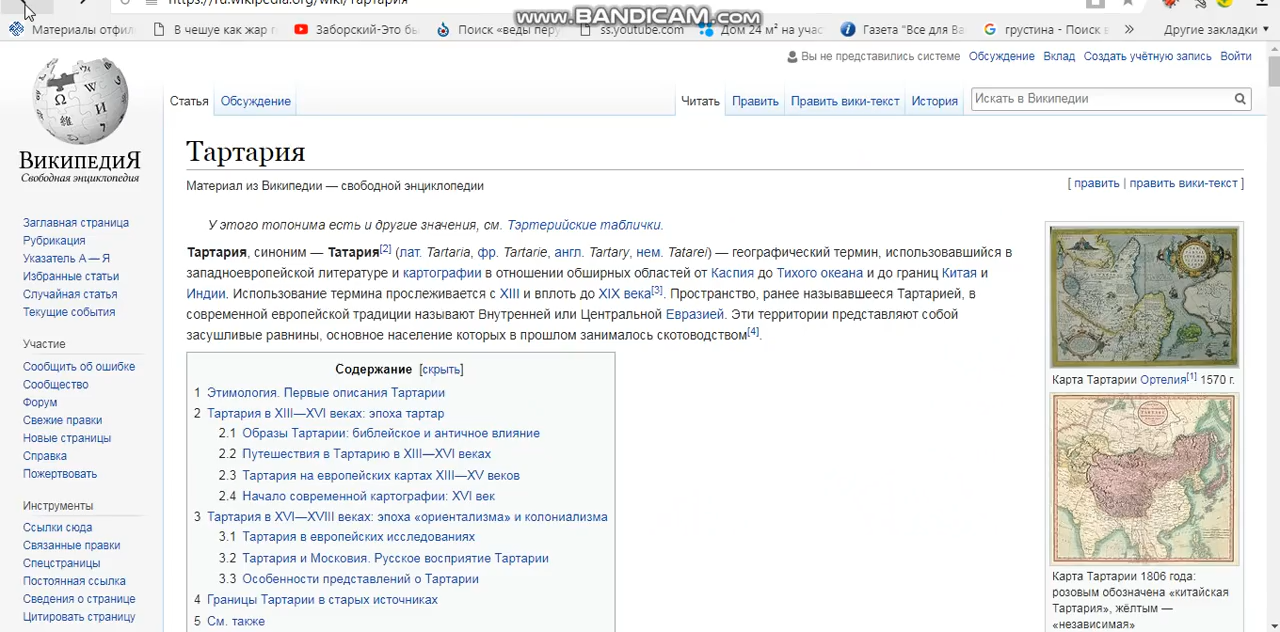 https://ru.wikipedia.org/wiki/Тартария
www.BANDICAM.com
Материалы отфил
В чешуе как жар г
Заборский-Это бы
Поиск «веды перу
ss.youtube.com
Дом 24 м² на учас
Газета "Все для Ва
грустина - Поиск в
Другие закладки
Вы не представились системе
Обсуждение
Вклад
Создать учётную запись
Войти
Статья
Обсуждение
Читать
Править
Править вики-текст
История
Искать в Википедии
ВикипедиЯ
Свободная энциклопедия
Заглавная страница
Рубрикация
Указатель А — Я
Избранные статьи
Случайная статья
Текущие события
Участие
Сообщить об ошибке
Сообщество
Форум
Свежие правки
Новые страницы
Справка
Пожертвовать
Инструменты
Ссылки сюда
Связанные правки
Спецстраницы
Постоянная ссылка
Сведения о странице
Цитировать страницу
Тартария
Материал из Википедии — свободной энциклопедии
[ править | править вики-текст ]
У этого топонима есть и другие значения, см. Тэртерийские таблички.
Тартария, синоним — Татария[2] (лат. Tartaria, фр. Tartarie, англ. Tartary, нем. Tatarei) — географический термин, использовавшийся в
западноевропейской литературе и картографии в отношении обширных областей от Каспия до Тихого океана и до границ Китая и
Индии. Использование термина прослеживается с XIII и вплоть до XIX века[3]. Пространство, ранее называвшееся Тартарией, в
современной европейской традиции называют Внутренней или Центральной Евразией. Эти территории представляют собой
засушливые равнины, основное население которых в прошлом занималось скотоводством[4].
Содержание [скрыть]
1 Этимология. Первые описания Тартарии
2 Тартария в XIII—XVI веках: эпоха тартар
2.1 Образы Тартарии: библейское и античное влияние
2.2 Путешествия в Тартарию в XIII—XVI веках
2.3 Тартария на европейских картах XIII—XV веков
2.4 Начало современной картографии: XVI век
3 Тартария в XVI—XVIII веках: эпоха «ориентализма» и колониализма
3.1 Тартария в европейских исследованиях
3.2 Тартария и Московия. Русское восприятие Тартарии
3.3 Особенности представлений о Тартарии
4 Границы Тартарии в старых источниках
5 См. также
Карта Тартарии Ортелия[1] 1570 г.
Карта Тартарии 1806 года:
розовым обозначена «китайская
Тартария», жёлтым —
«независимая»